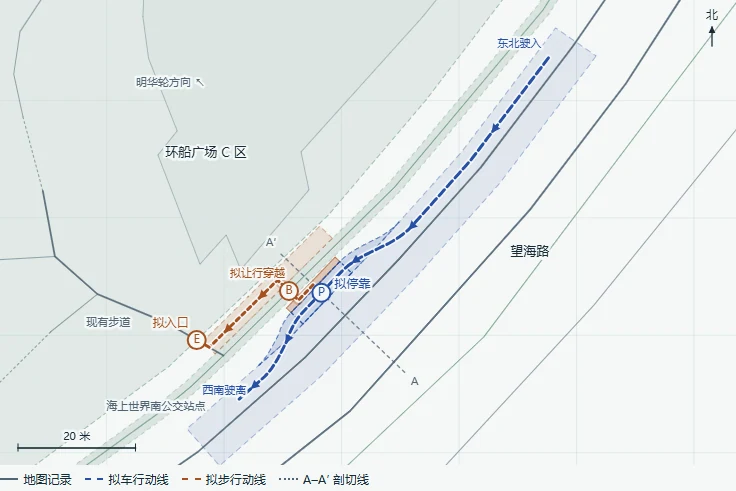 北
东北驶入
明华轮方向 ↖
环船广场 C 区
望海路
A'
拟让行穿越
B
P
拟停靠
现有步道
拟入口
E
A
西南驶离
海上世界南公交站点
20 米
地图记录
拟车行动线
拟步行动线
A–A' 剖切线